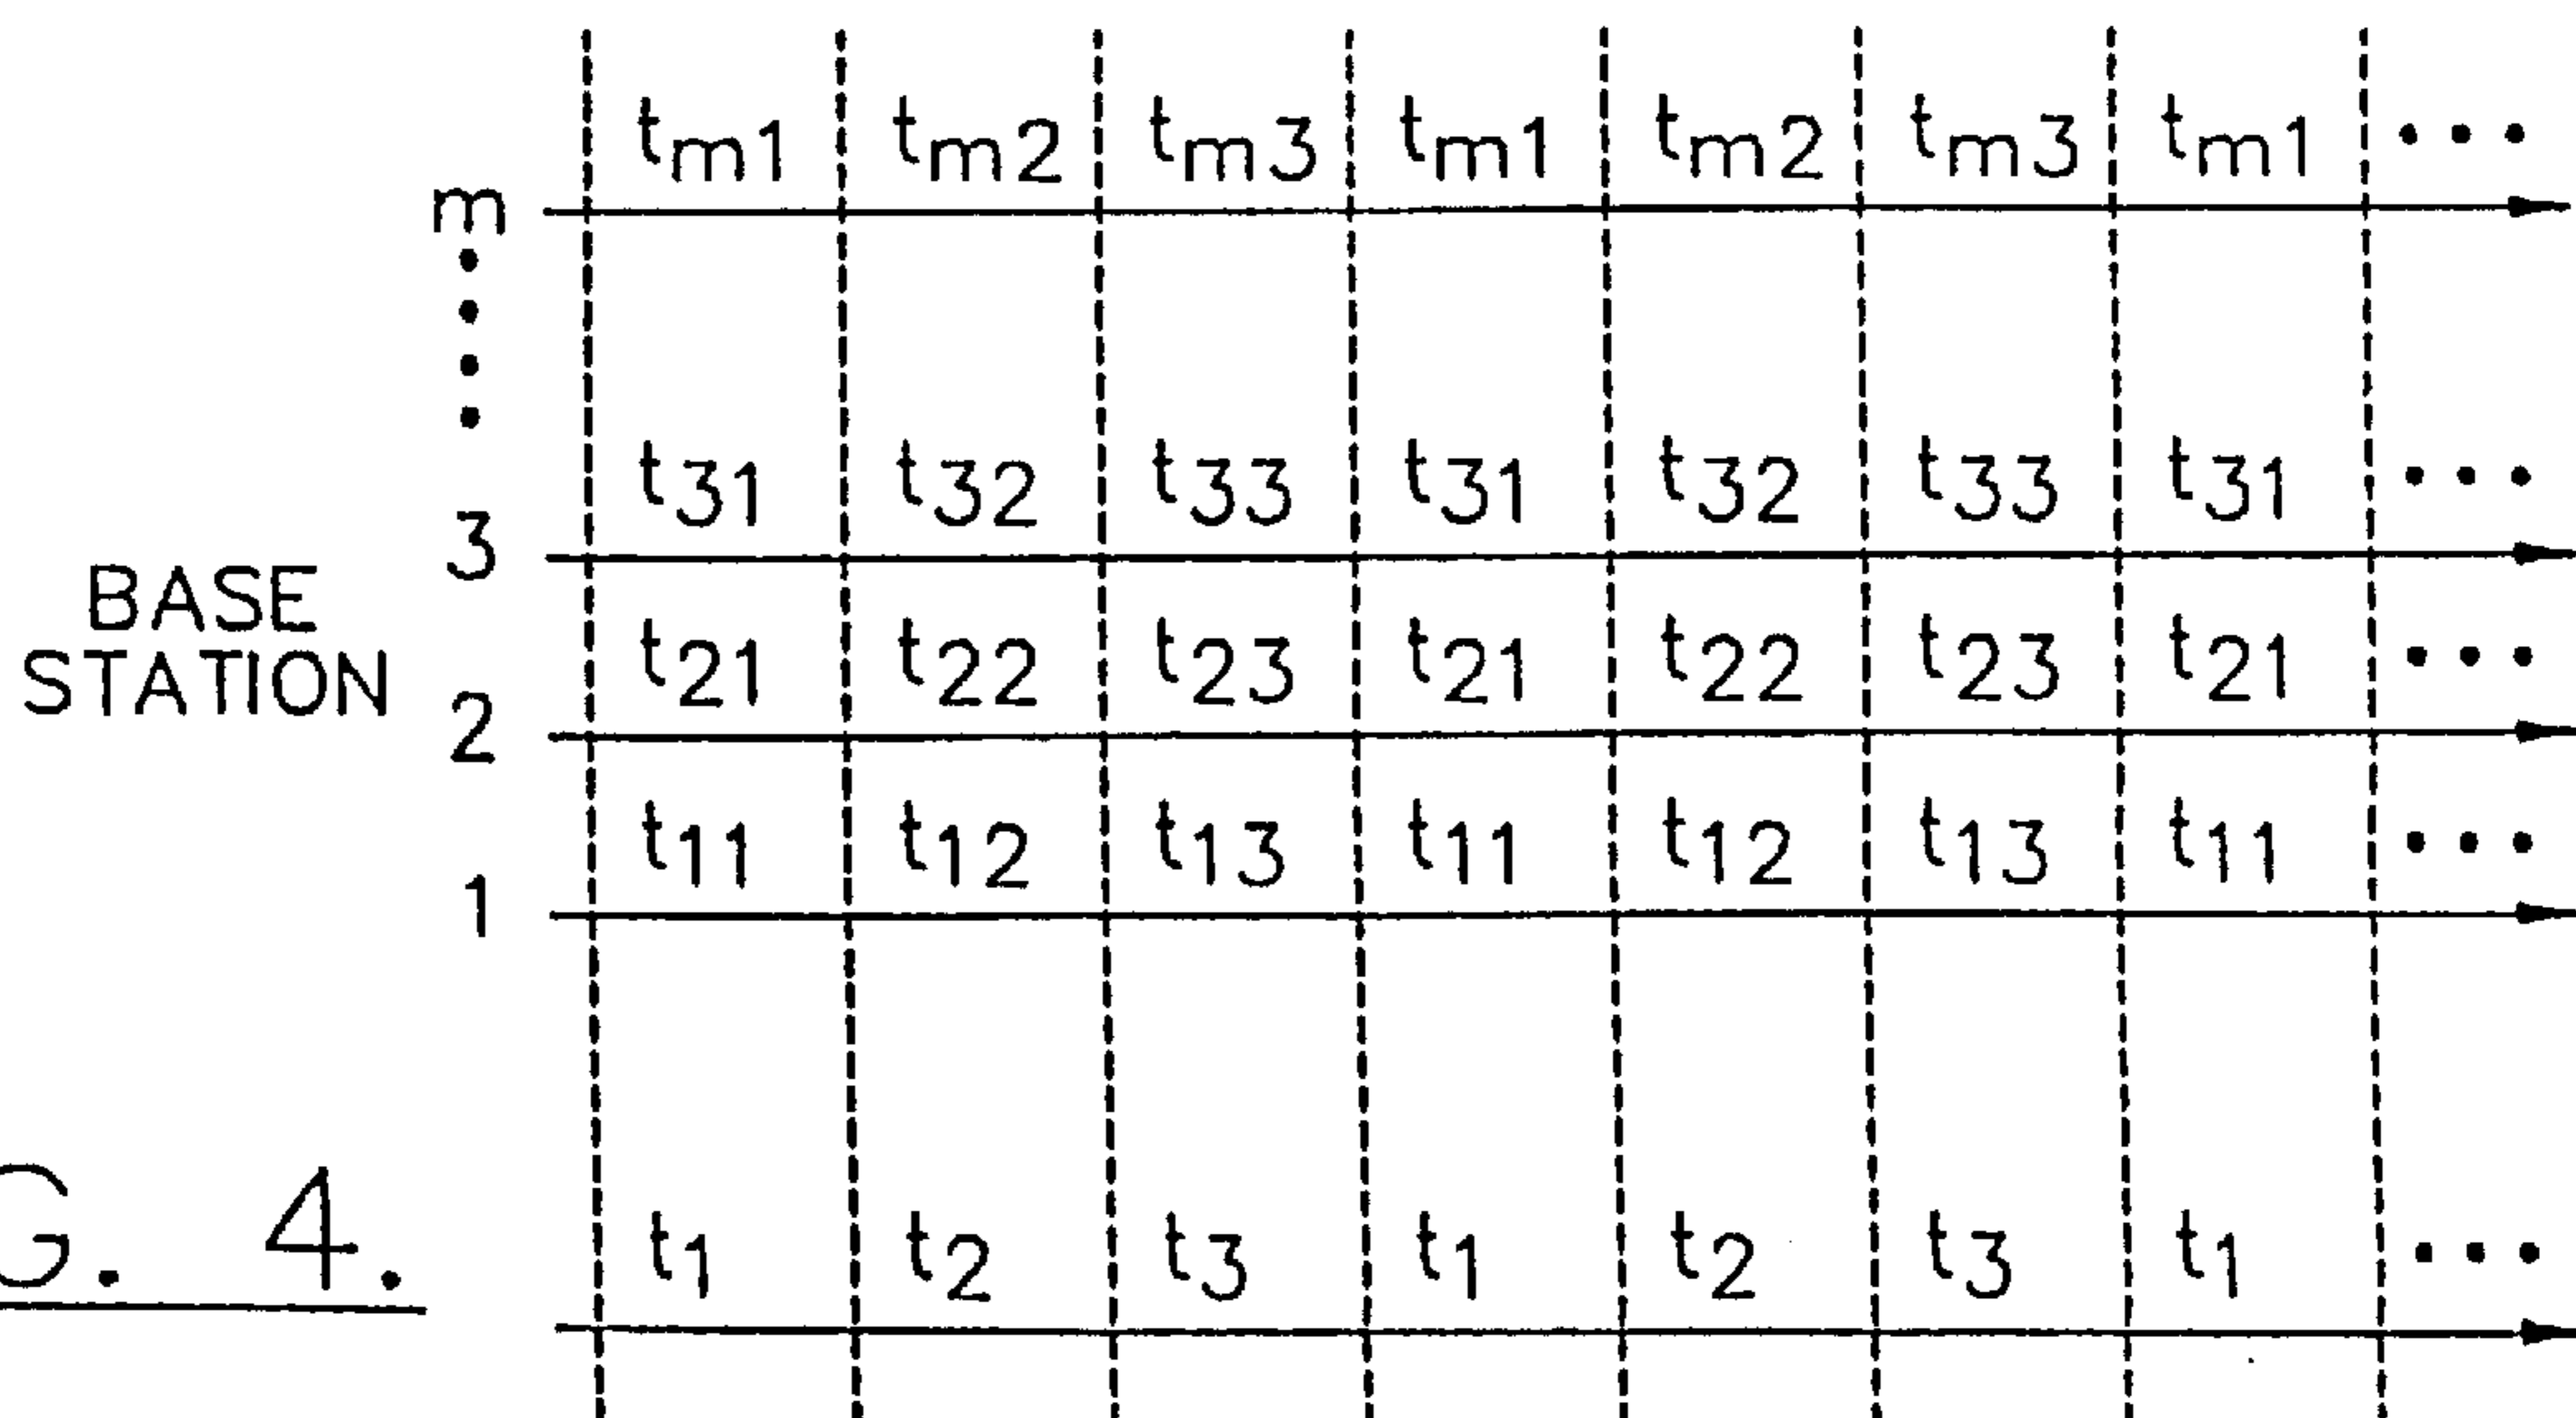 tm1 tm2 tm3 tm1 tm2 tm3 tm1 • • •
m
t31 t32 t33 t31 t32 t33 t31 • • •
3
BASE
STATION
t21 t22 t23 t21 t22 t23 t21 • • •
2
t11 t12 t13 t11 t12 t13 t11 • • •
1
G. 4.
t1 t2 t3 t1 t2 t3 t1 • • •